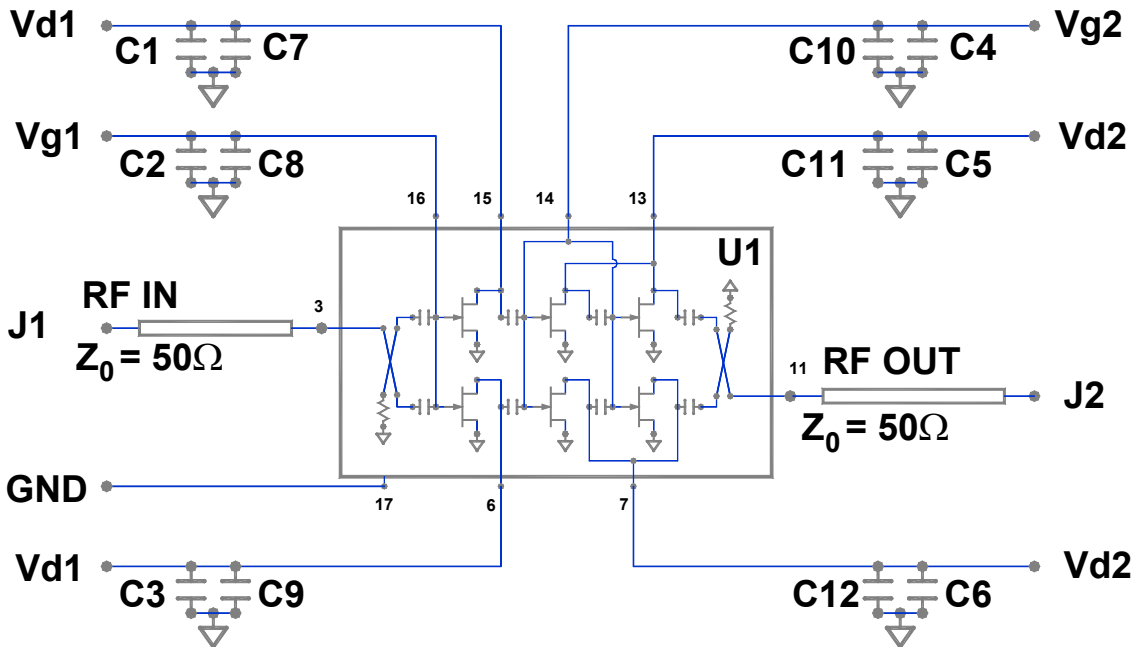 Vd1
C1 C7
C10 C4
Vg2
Vg1
C2 C8
C11 C5
Vd2
16 15 14 13
U1
RF IN
3
J1
Z0 = 50Ω
11
RF OUT
J2
Z0 = 50Ω
GND
17 6 7
Vd1
C3 C9
C12 C6
Vd2